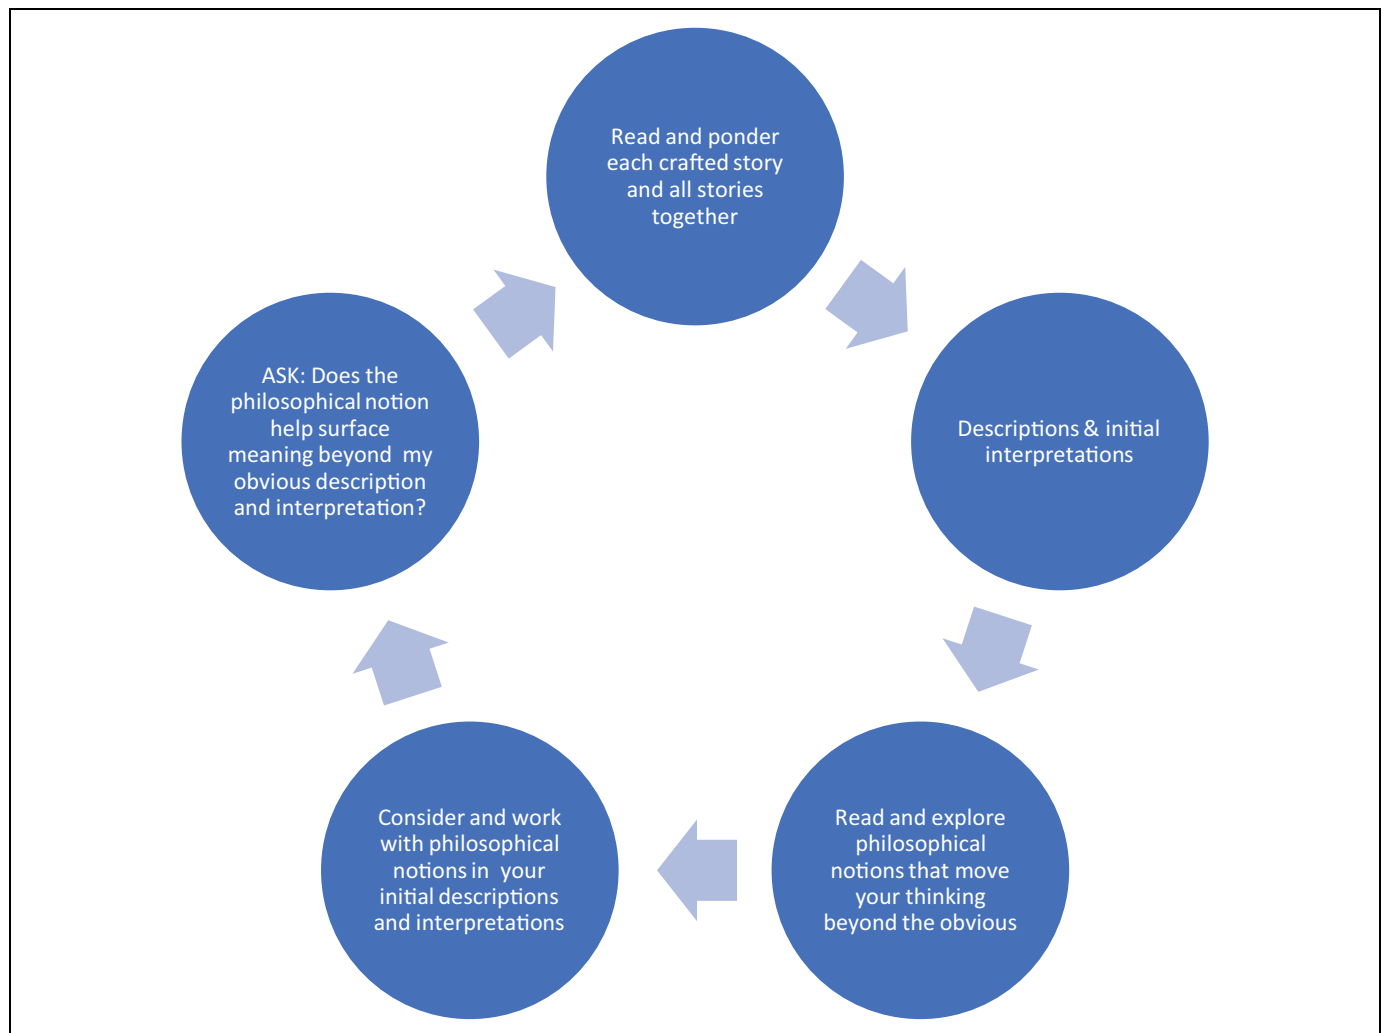 Read and ponder
each crafted story
and all stories
together
Descriptions & initial
interpretations
Read and explore
philosophical
notions that move
your thinking
beyond the obvious
Consider and work
with philosophical
notions in your
initial descriptions
and interpretations
ASK: Does the
philosophical notion
help surface
meaning beyond my
obvious description
and interpretation?